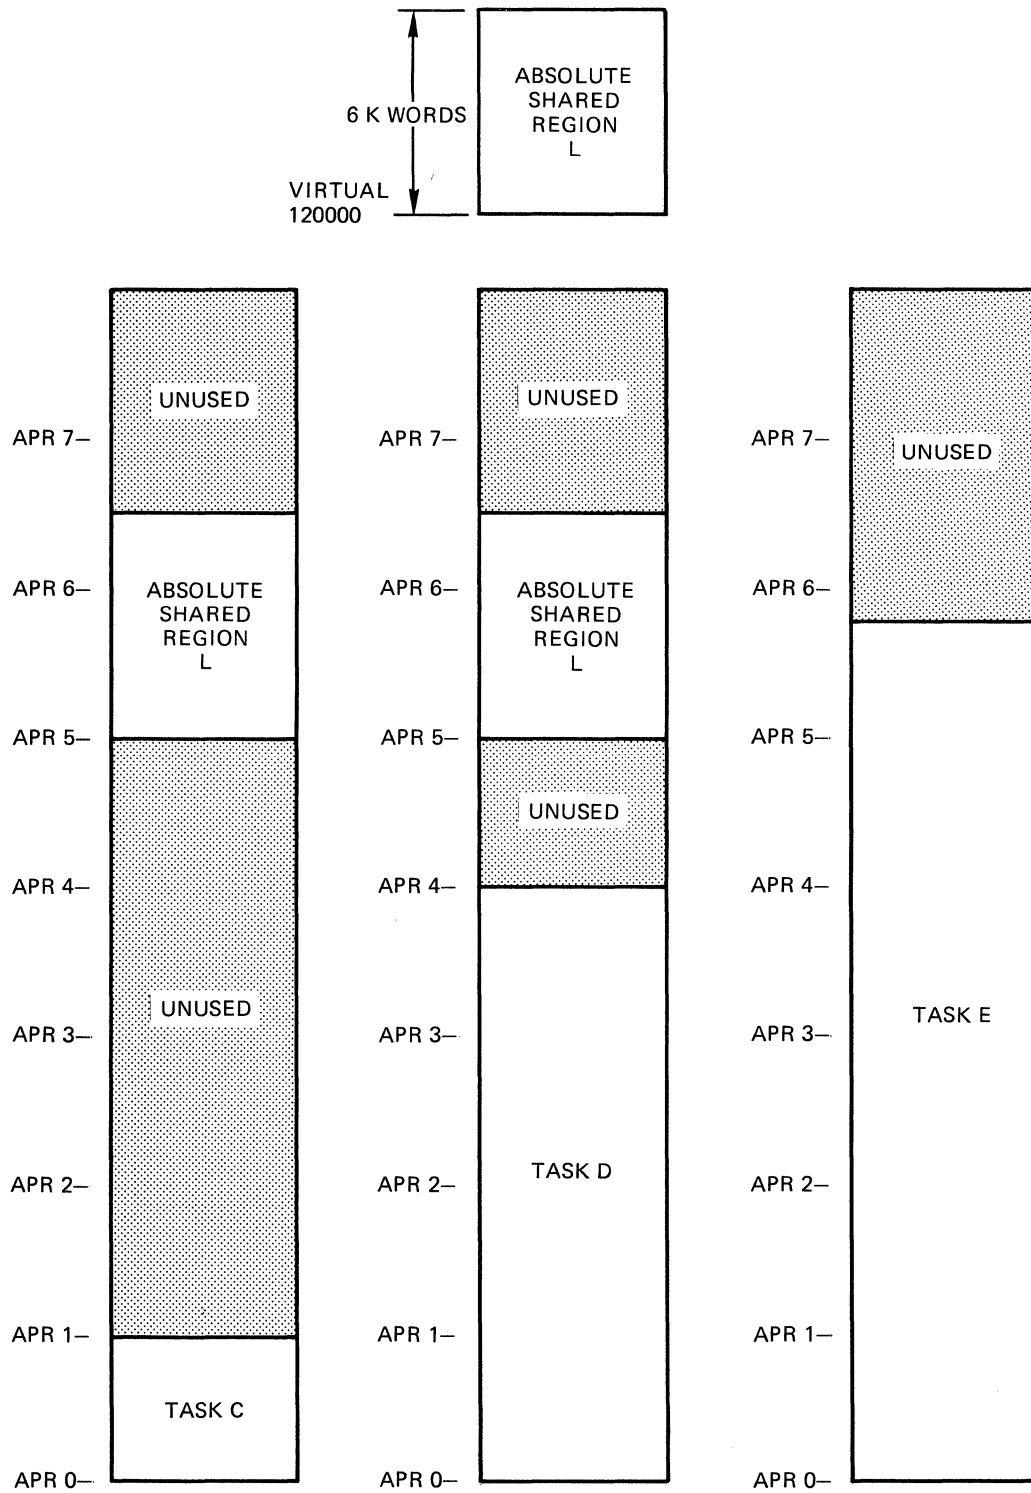 ABSOLUTE
SHARED
REGION
L
6 K WORDS
VIRTUAL
120000
UNUSED
APR 7–
ABSOLUTE
SHARED
REGION
L
APR 6–
APR 5–
UNUSED
APR 4–
APR 3–
APR 2–
APR 1–
TASK C
APR 0–
UNUSED
APR 7–
ABSOLUTE
SHARED
REGION
L
APR 6–
APR 5–
UNUSED
APR 4–
APR 3–
TASK D
APR 2–
APR 1–
APR 0–
UNUSED
APR 7–
APR 6–
APR 5–
APR 4–
TASK E
APR 3–
APR 2–
APR 1–
APR 0–